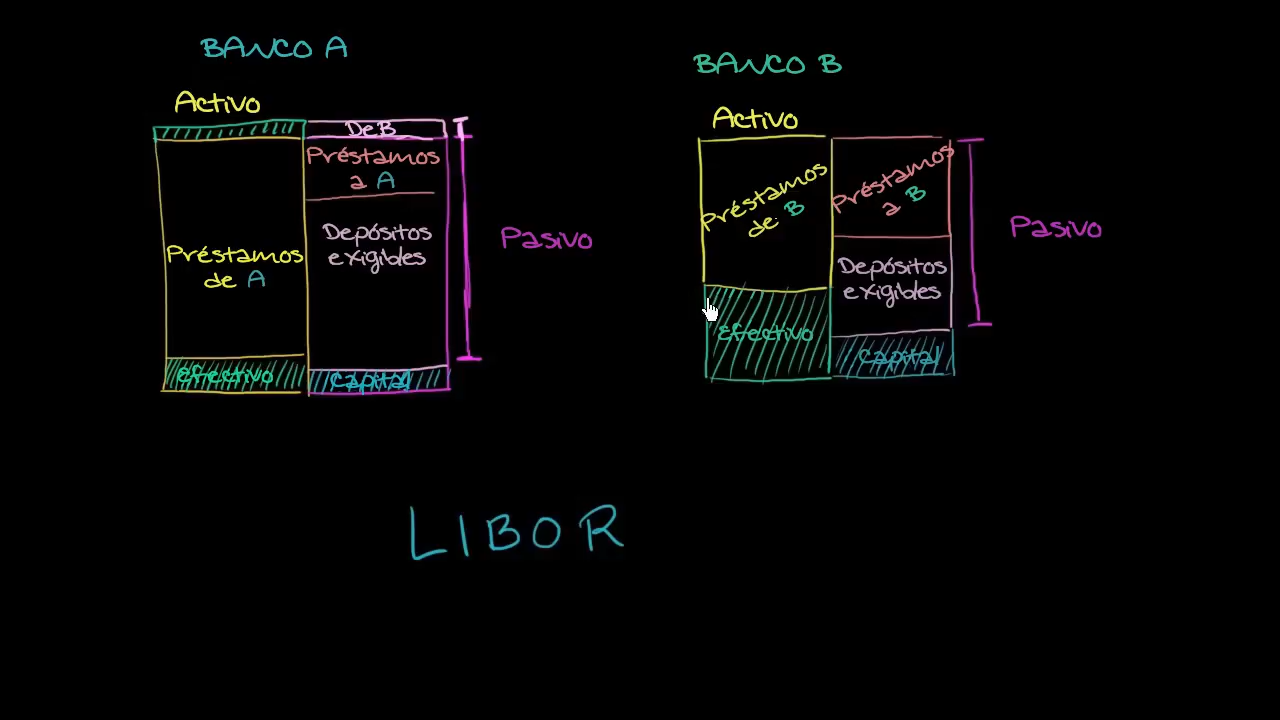 BANCO A
Activo
De B
Préstamos
a A
Depósitos
exigibles
Préstamos
de A
efectivo
Capital
Pasivo
BANCO B
Activo
Préstamos
de B
Préstamos
a B
Depósitos
exigibles
efectivo
Capital
Pasivo
LIBOR